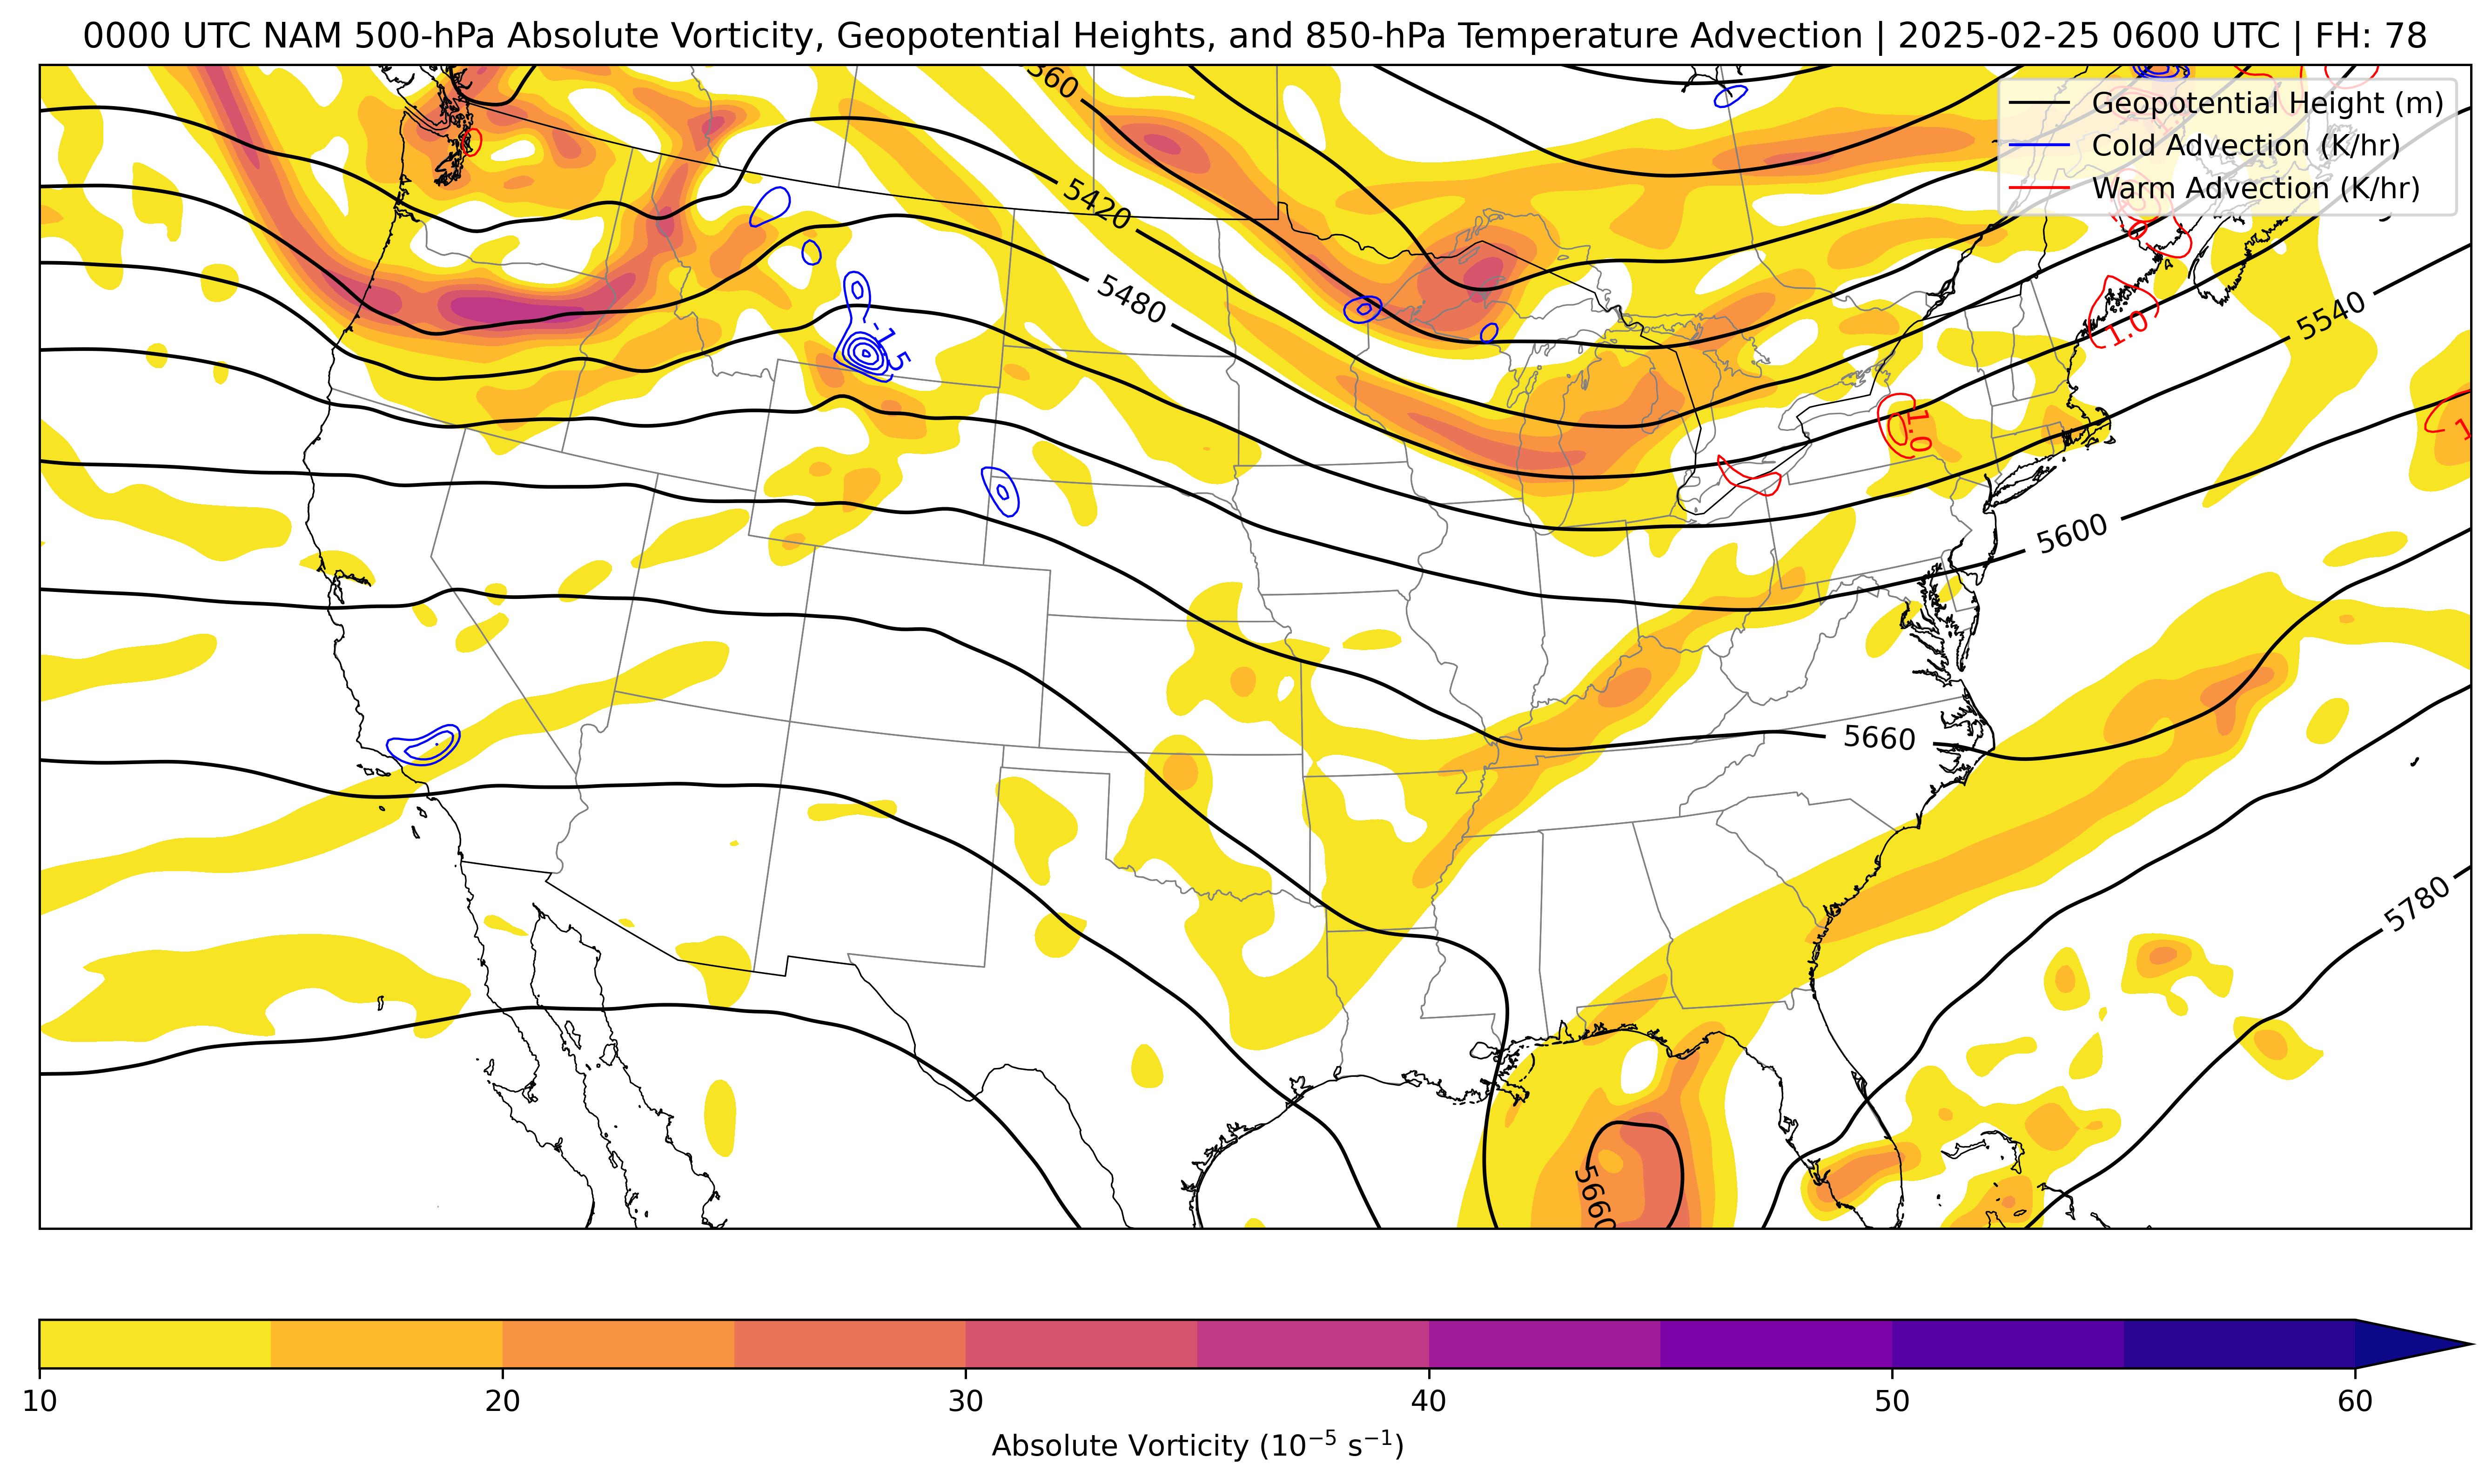 0000 UTC NAM 500-hPa Absolute Vorticity, Geopotential Heights, and 850-hPa Temperature Advection | 2025-02-25 0600 UTC | FH: 78
Geopotential Height (m)
Cold Advection (K/hr)
Warm Advection (K/hr)
5420
5480
-1.5
5540
1.0
1.0
5600
5660
5780
5660
10 20 30 40 50 60
Absolute Vorticity (10⁻⁵ s⁻¹)